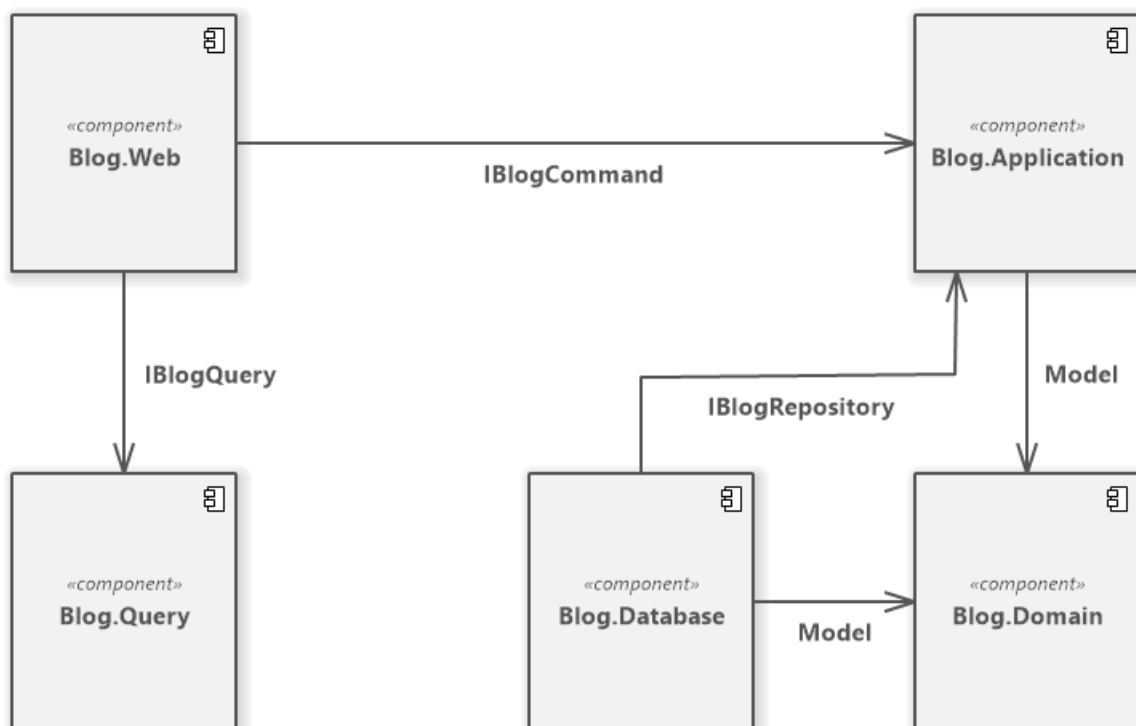 «component»
Blog.Web
«component»
Blog.Application
IBlogCommand
IBlogQuery
IBlogRepository
Model
«component»
Blog.Query
«component»
Blog.Database
Model
«component»
Blog.Domain